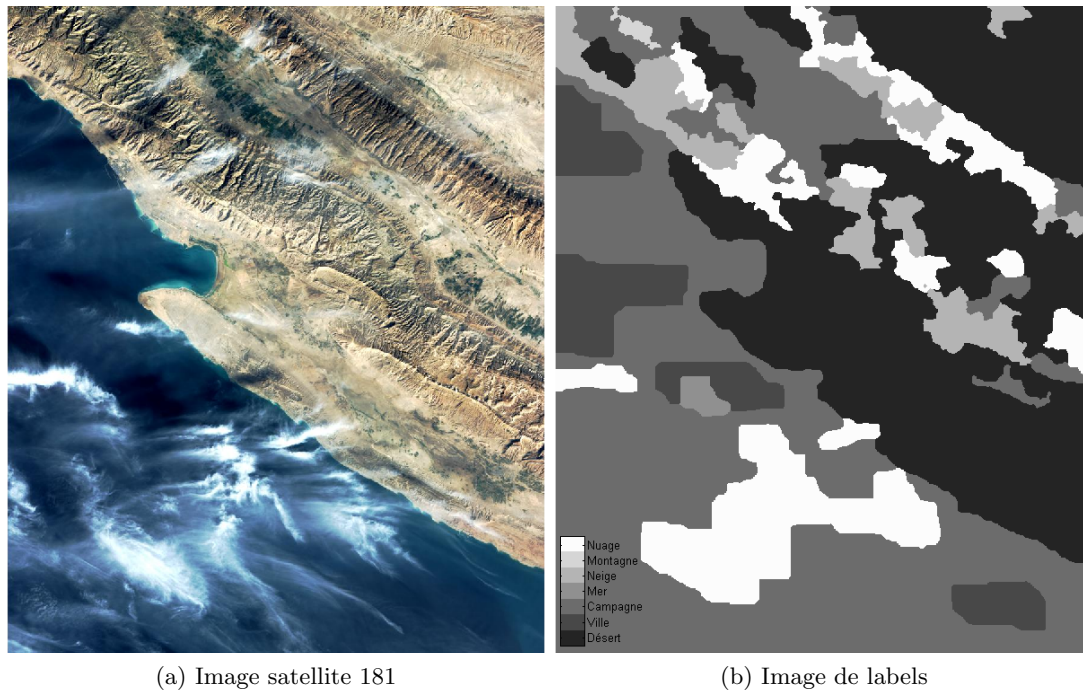 Nuage
Montagne
Neige
Mer
Campagne
Ville
Désert
(a) Image satellite 181
(b) Image de labels